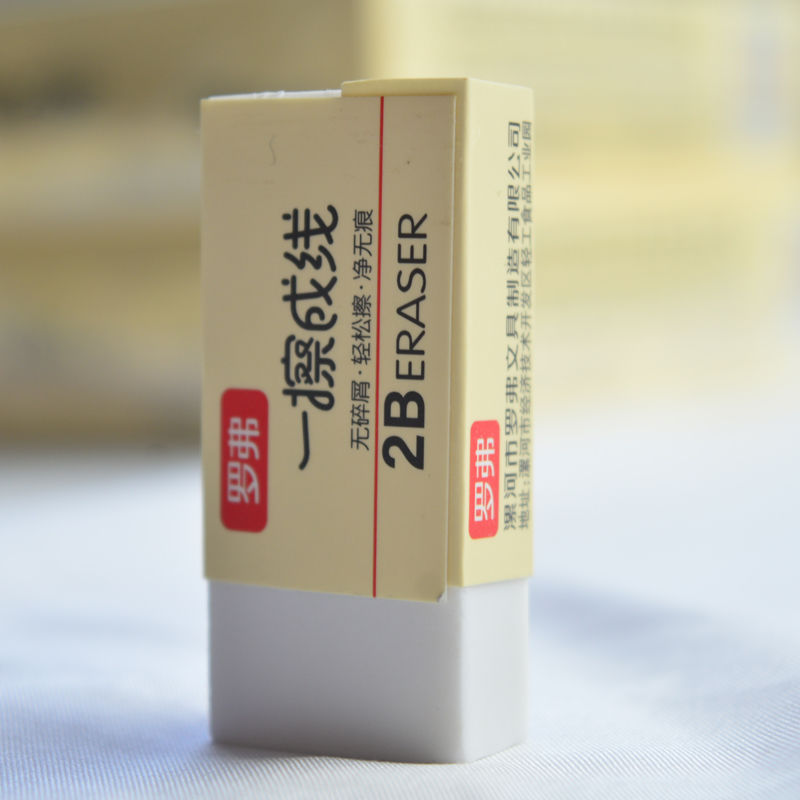 罗弗
一擦成线
无碎屑·轻松擦·净无痕
2B ERASER
罗弗
漯河市罗弗文具制造有限公司
地址:漯河市经济技术开发区轻工食品工业园